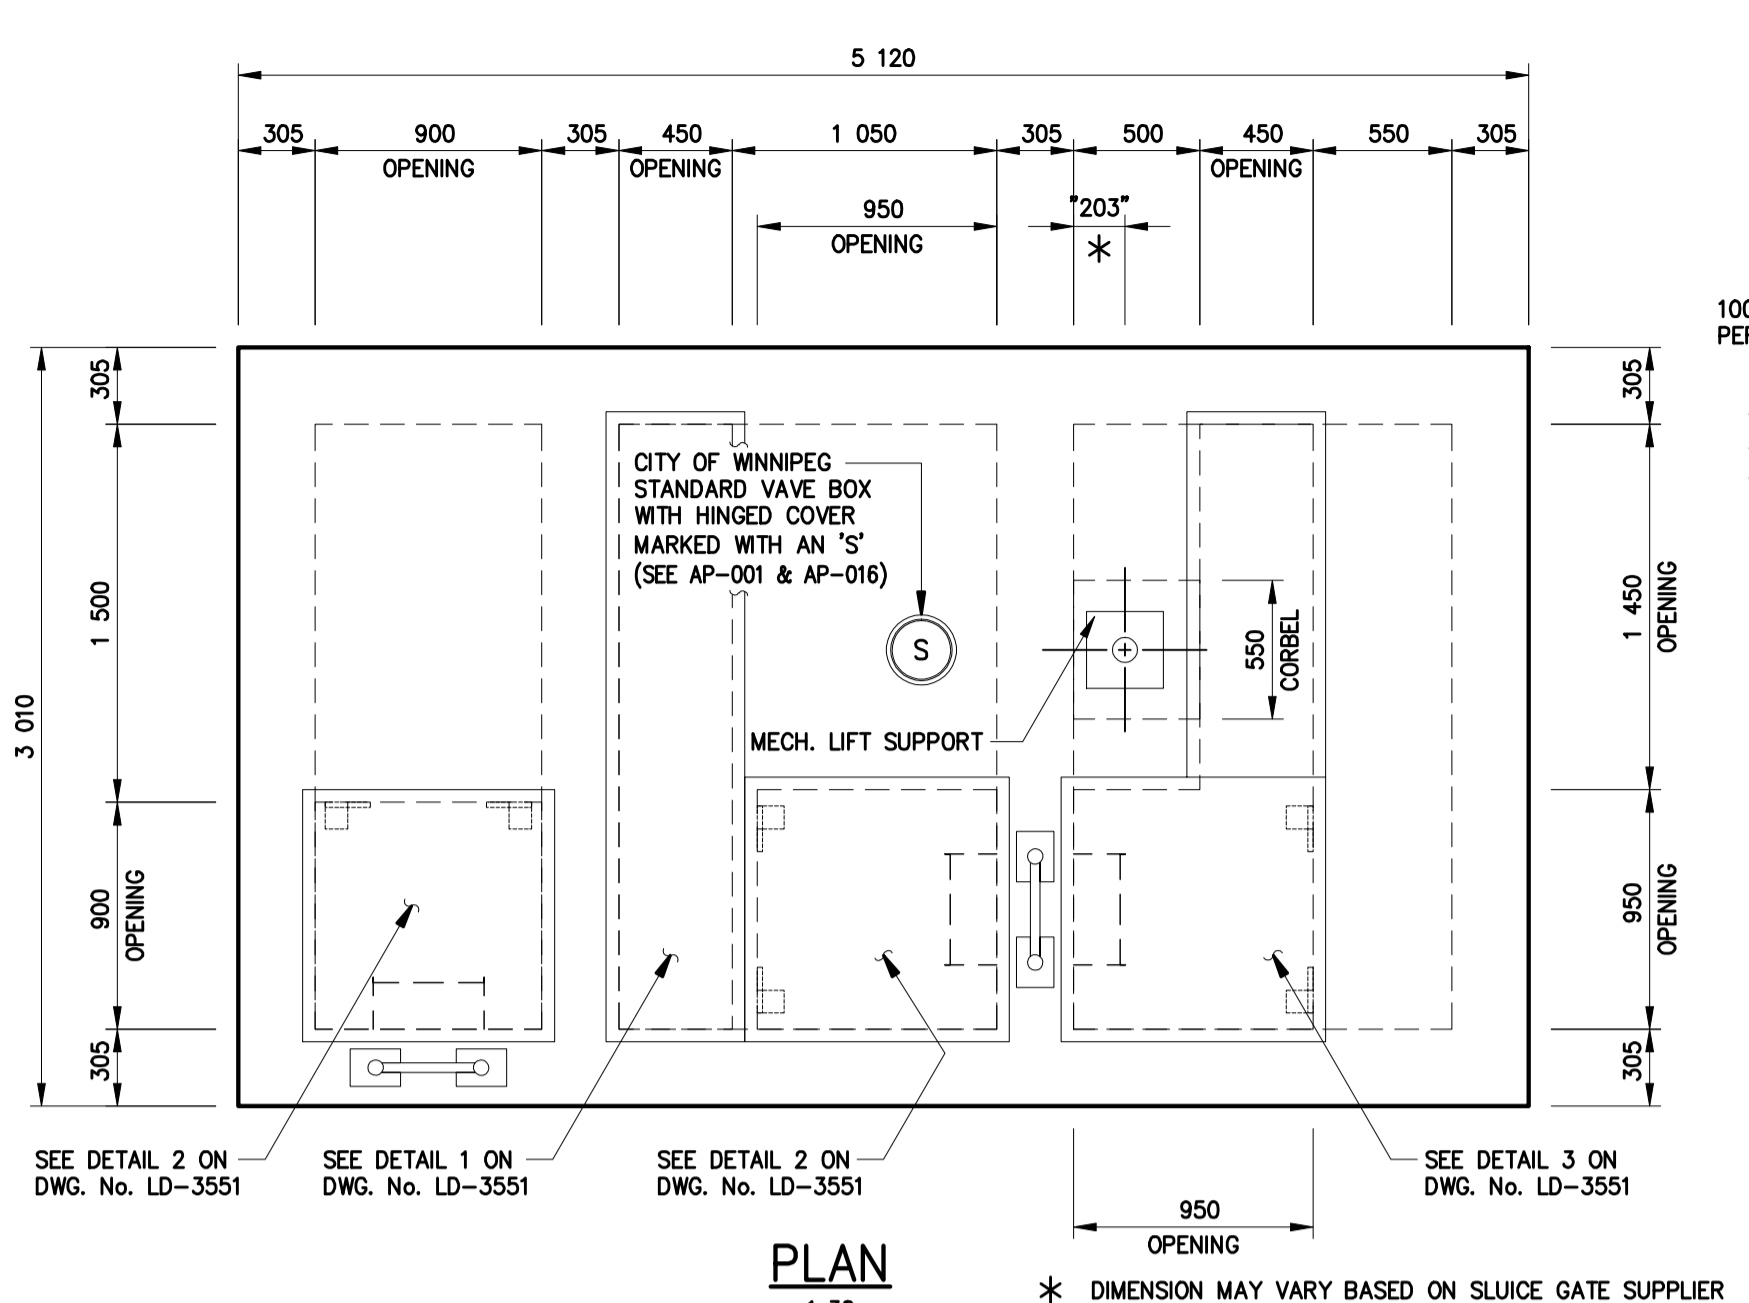 5 120
305 900 305 450 1 050 305 500 450 550 305
OPENING OPENING OPENING
950 "203"
OPENING *
100
305 305
CITY OF WINNIPEG
STANDARD VAVE BOX
WITH HINGED COVER
MARKED WITH AN 'S'
(SEE AP-001 & AP-016)
1 500
1 450
OPENING
S
550
CORBEL
3 010
MECH. LIFT SUPPORT
900
OPENING
950
OPENING
305 305
SEE DETAIL 2 ON
DWG. No. LD-3551
SEE DETAIL 1 ON
DWG. No. LD-3551
SEE DETAIL 2 ON
DWG. No. LD-3551
SEE DETAIL 3 ON
DWG. No. LD-3551
950
OPENING
PLAN
* DIMENSION MAY VARY BASED ON SLUICE GATE SUPPLIER